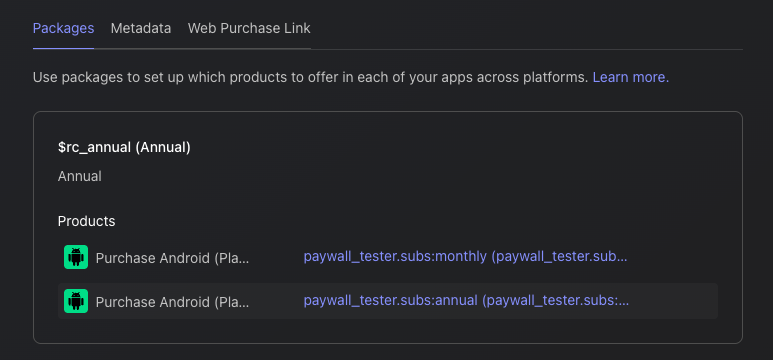 Packages Metadata Web Purchase Link
Use packages to set up which products to offer in each of your apps across platforms. Learn more.
$rc_annual (Annual)
Annual
Products
Purchase Android (Pla... paywall_tester.subs:monthly (paywall_tester.sub...
Purchase Android (Pla... paywall_tester.subs:annual (paywall_tester.subs:...